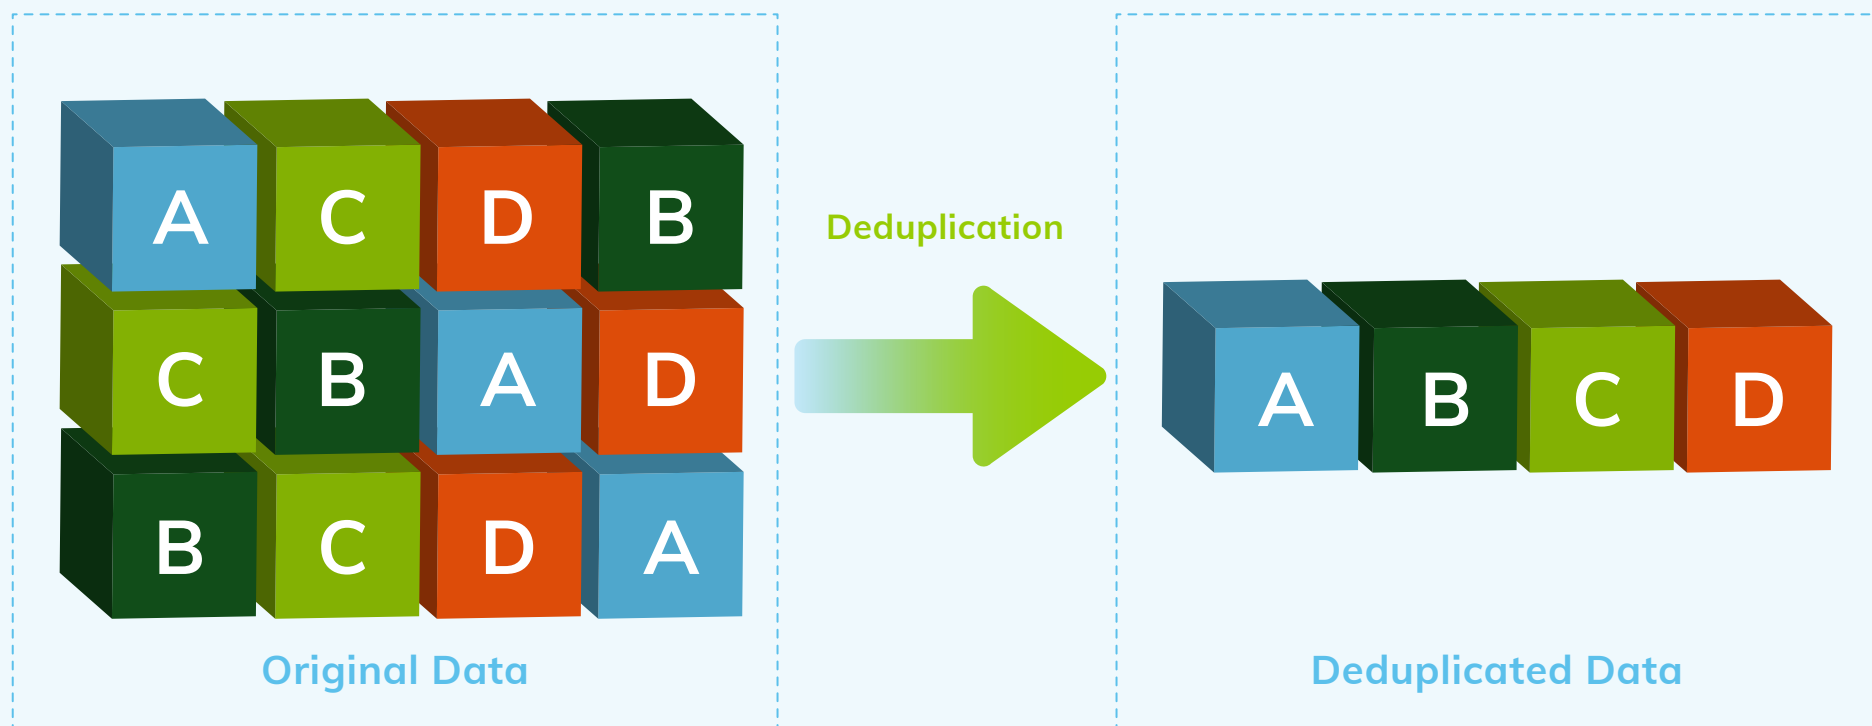 A C D B
C B A D
B C D A
Original Data
Deduplication
A B C D
Deduplicated Data